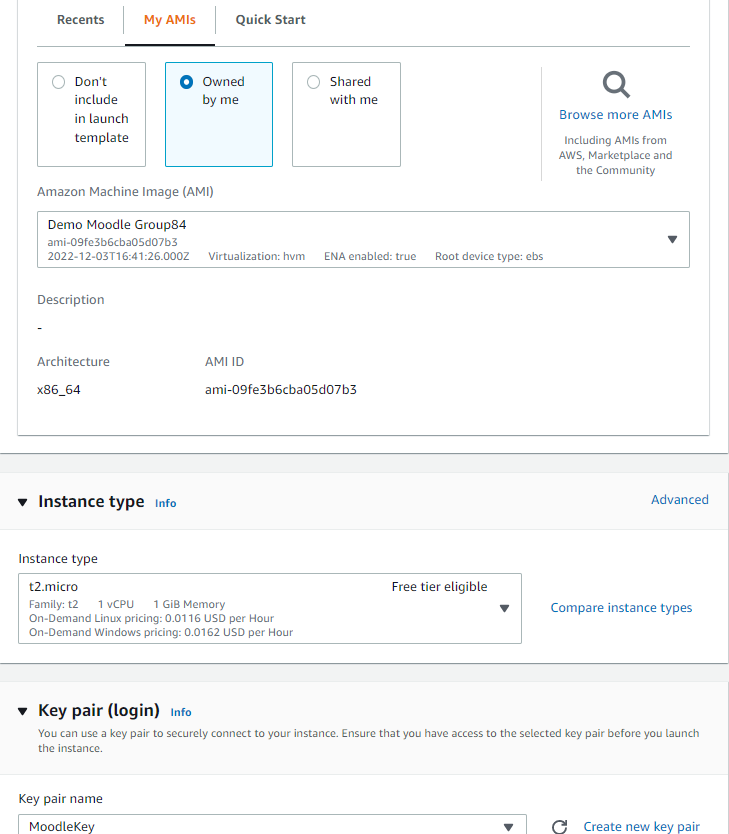 Recents
My AMIs
Quick Start
Don't include in launch template
Owned by me
Shared with me
Browse more AMIs
Including AMIs from
AWS, Marketplace and
the Community
Amazon Machine Image (AMI)
Demo Moodle Group84
ami-09fe3b6cba05d07b3
2022-12-03T16:41:26.000Z Virtualization: hvm ENA enabled: true Root device type: ebs
Description
-
Architecture AMI ID
x86_64 ami-09fe3b6cba05d07b3
Instance type Info
Advanced
Instance type
t2.micro Free tier eligible
Family: t2 1 vCPU 1 GiB Memory
On-Demand Linux pricing: 0.0116 USD per Hour
On-Demand Windows pricing: 0.0162 USD per Hour
Compare instance types
Key pair (login) Info
You can use a key pair to securely connect to your instance. Ensure that you have access to the selected key pair before you launch
the instance.
Key pair name
MoodleKey
Create new key pair